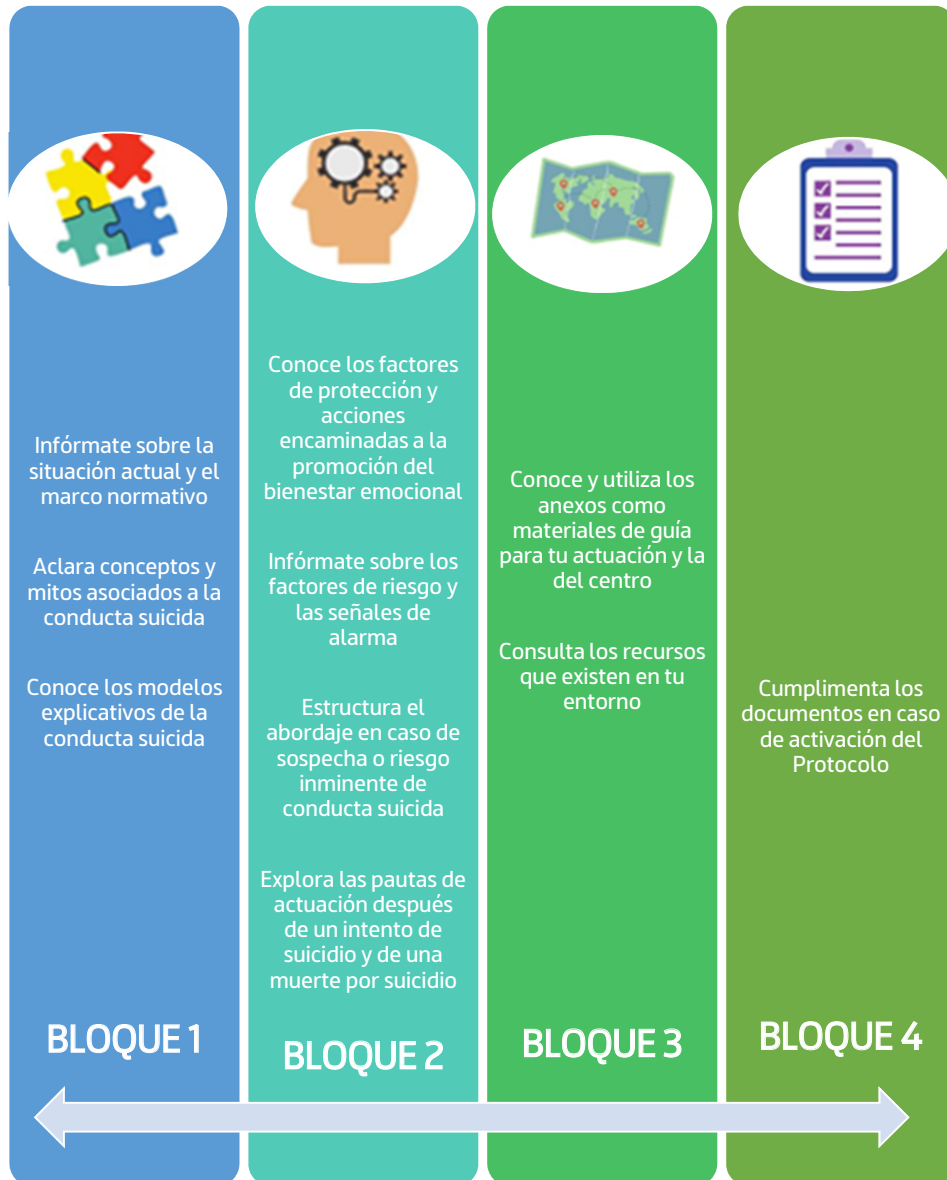 Infórmate sobre la
situación actual y el
marco normativo
Aclara conceptos y
mitos asociados a la
conducta suicida
Conoce los modelos
explicativos de la
conducta suicida
BLOQUE 1
Conoce los factores
de protección y
acciones
encaminadas a la
promoción del
bienestar emocional
Infórmate sobre los
factores de riesgo y
las señales de
alarma
Estructura el
abordaje en caso de
sospecha o riesgo
inminente de
conducta suicida
Explora las pautas de
actuación después
de un intento de
suicidio y de una
muerte por suicidio
BLOQUE 2
Conoce y utiliza los
anexos como
materiales de guía
para tu actuación y la
del centro
Consulta los recursos
que existen en tu
entorno
BLOQUE 3
Cumplimenta los
documentos en caso
de activación del
Protocolo
BLOQUE 4